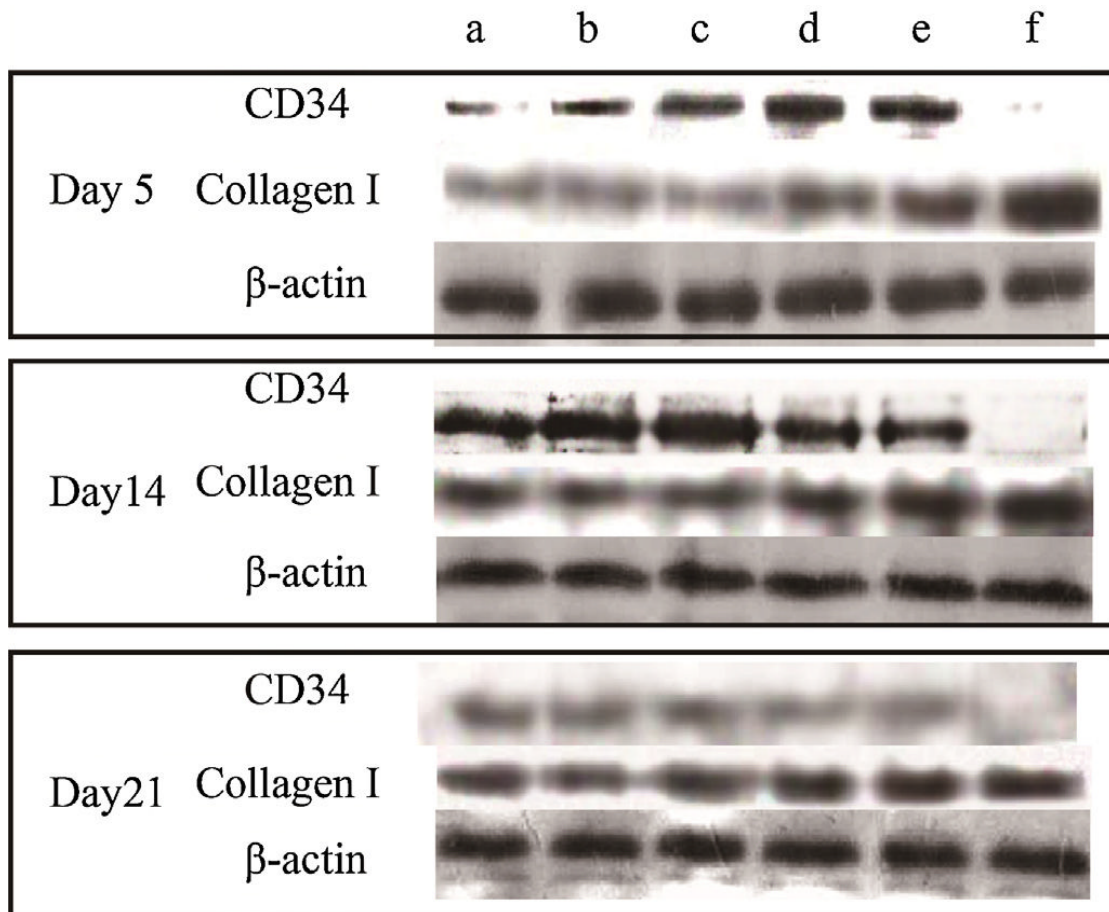 a b c d e f
CD34
Day 5 Collagen I
β-actin
CD34
Day14 Collagen I
β-actin
CD34
Day21 Collagen I
β-actin